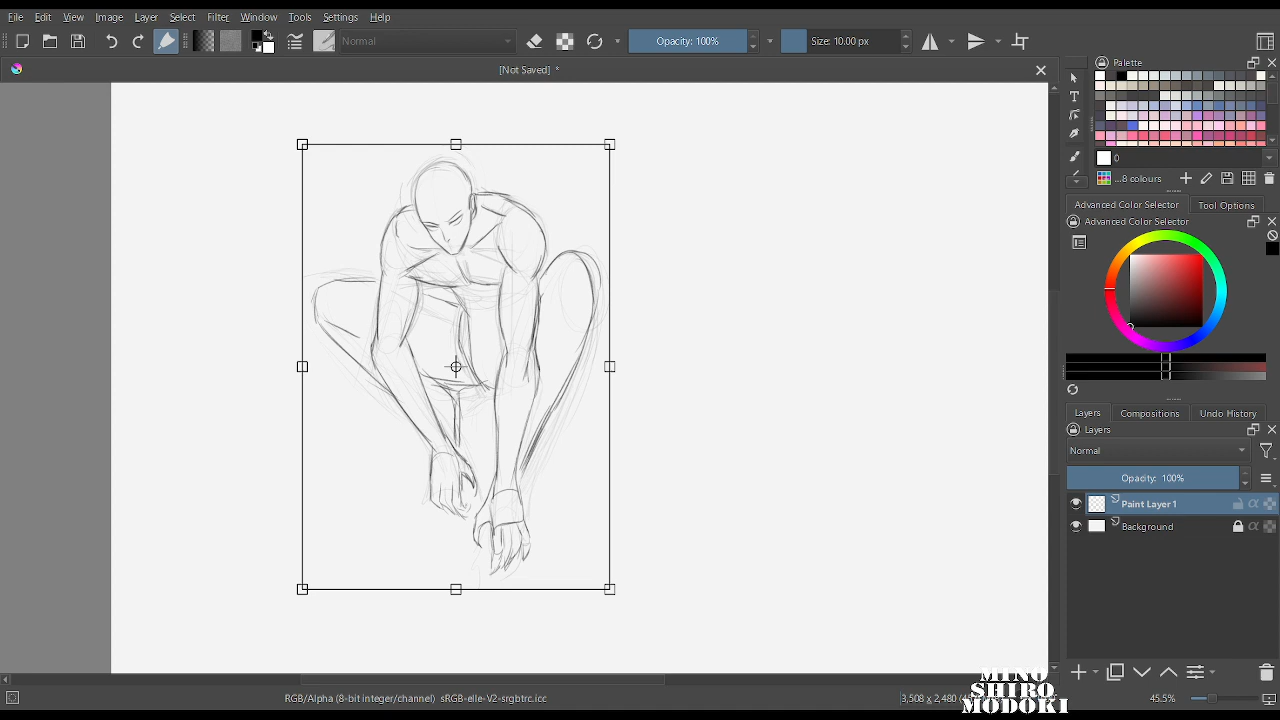 File Edit View Image Layer Select Filter Window Tools Settings Help
Normal Opacity: 100% Size: 10.00 px
[Not Saved] *
Palette
0
...8 colours
Advanced Color Selector Tool Options
Advanced Color Selector
Layers Compositions Undo History
Layers
Normal
Opacity: 100%
Paint Layer 1
Background
RGB/Alpha (8-bit integer/channel) sRGB-elle-V2-srgbtrc.icc
3,508 x 2,480
45.5%
MINO
SHIRO
MODOKI